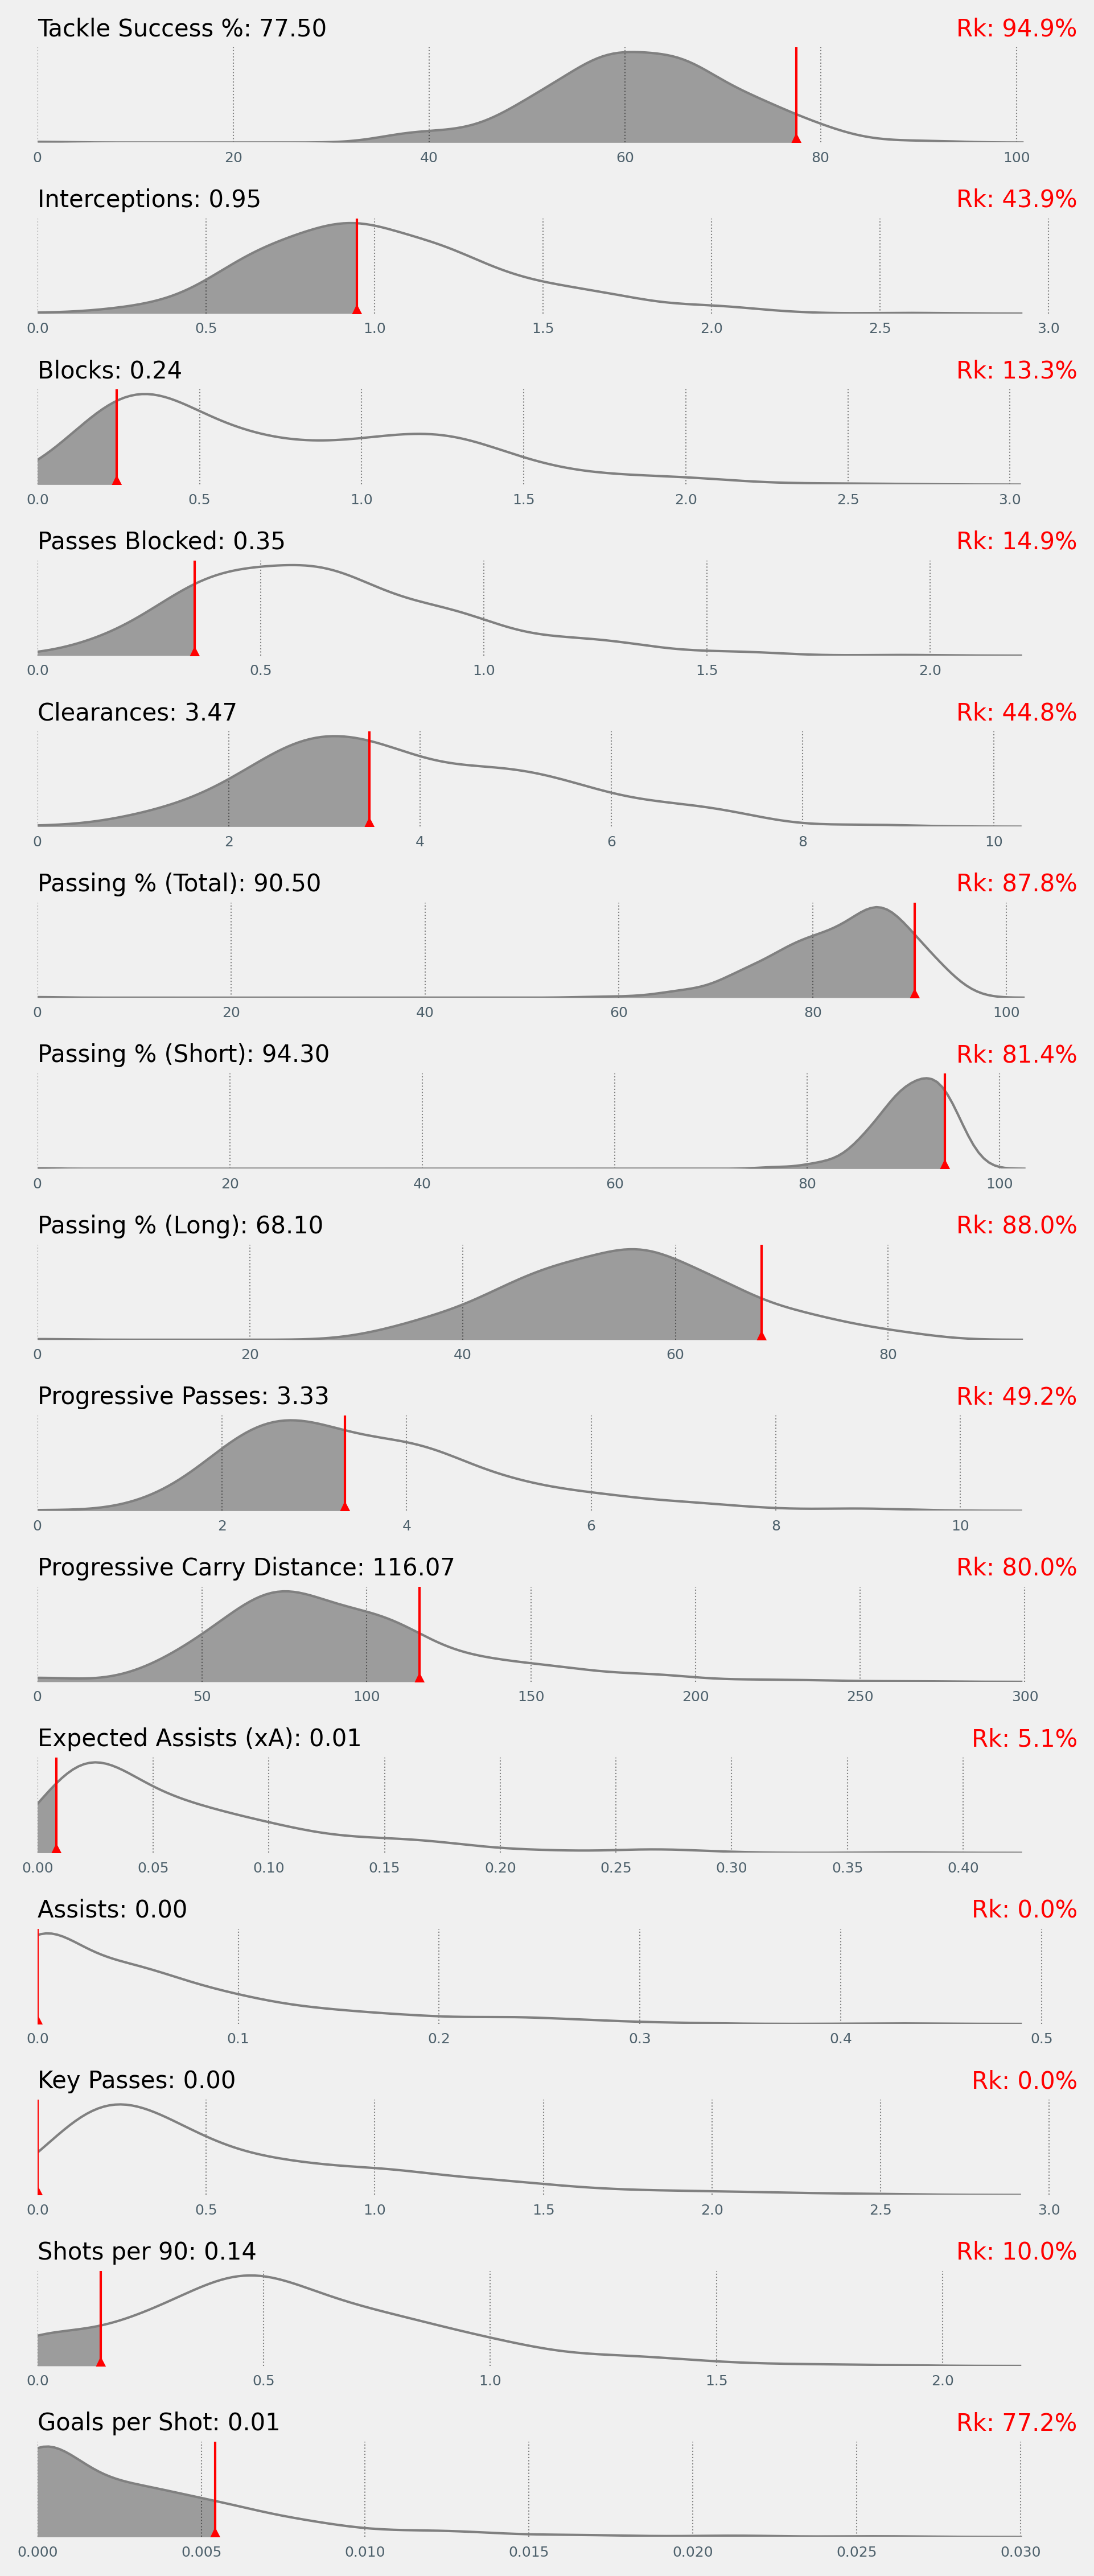 Tackle Success %: 77.50 Rk: 94.9%
0 20 40 60 80 100
Interceptions: 0.95 Rk: 43.9%
0.0 0.5 1.0 1.5 2.0 2.5 3.0
Blocks: 0.24 Rk: 13.3%
0.0 0.5 1.0 1.5 2.0 2.5 3.0
Passes Blocked: 0.35 Rk: 14.9%
0.0 0.5 1.0 1.5 2.0
Clearances: 3.47 Rk: 44.8%
0 2 4 6 8 10
Passing % (Total): 90.50 Rk: 87.8%
0 20 40 60 80 100
Passing % (Short): 94.30 Rk: 81.4%
0 20 40 60 80 100
Passing % (Long): 68.10 Rk: 88.0%
0 20 40 60 80
Progressive Passes: 3.33 Rk: 49.2%
0 2 4 6 8 10
Progressive Carry Distance: 116.07 Rk: 80.0%
0 50 100 150 200 250 300
Expected Assists (xA): 0.01 Rk: 5.1%
0.00 0.05 0.10 0.15 0.20 0.25 0.30 0.35 0.40
Assists: 0.00 Rk: 0.0%
0.0 0.1 0.2 0.3 0.4 0.5
Key Passes: 0.00 Rk: 0.0%
0.0 0.5 1.0 1.5 2.0 2.5 3.0
Shots per 90: 0.14 Rk: 10.0%
0.0 0.5 1.0 1.5 2.0
Goals per Shot: 0.01 Rk: 77.2%
0.000 0.005 0.010 0.015 0.020 0.025 0.030